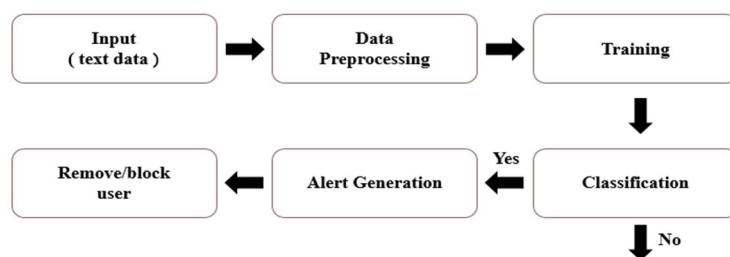 Input
( text data )
Data
Preprocessing
Training
Remove/block
user
Alert Generation
Yes
Classification
No